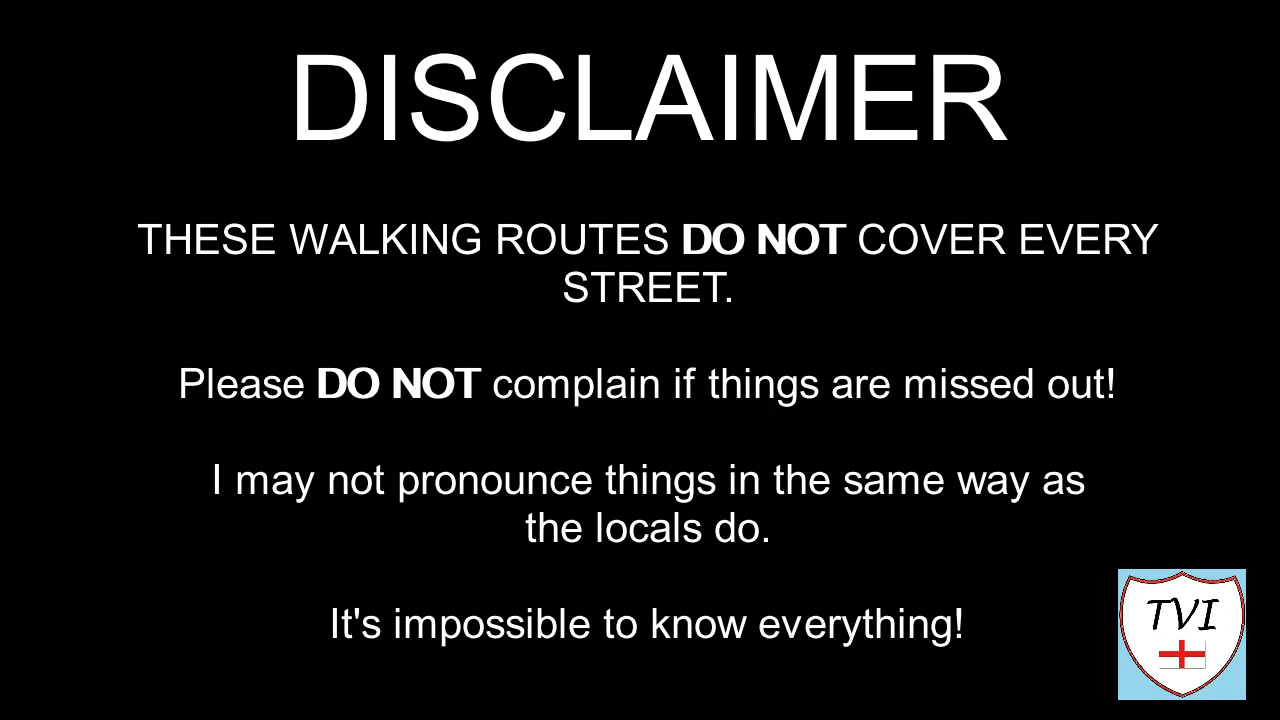 DISCLAIMER
THESE WALKING ROUTES DO NOT COVER EVERY
STREET.
Please DO NOT complain if things are missed out!
I may not pronounce things in the same way as
the locals do.
It's impossible to know everything!
TVI